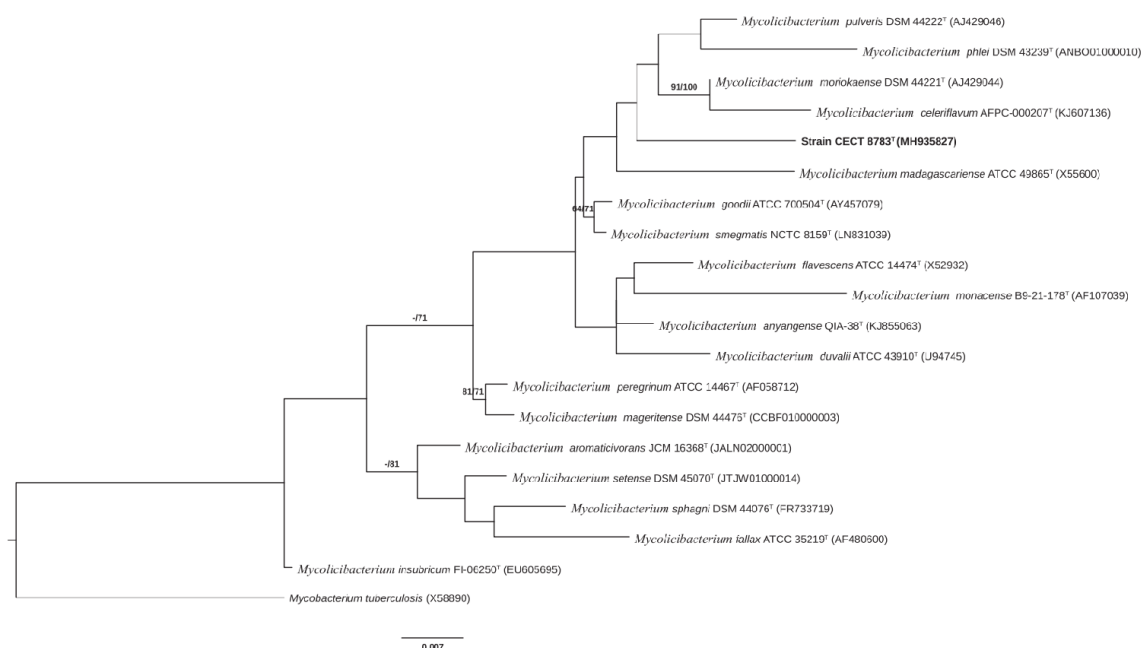 Mycolicibacterium pulveris DSM 44222ᵀ (AJ429046)
Mycolicibacterium phlei DSM 43239ᵀ (ANBO01000010)
Mycolicibacterium moriokaense DSM 44221ᵀ (AJ429044)
91/100
Mycolicibacterium celeriflavum AFPC-000207ᵀ (KJ607136)
Strain CECT 8783ᵀ (MH935827)
Mycolicibacterium madagascariense ATCC 49865ᵀ (X55600)
Mycolicibacterium goodii ATCC 700504ᵀ (AY457079)
64/71
Mycolicibacterium smegmatis NCTC 8159ᵀ (LN831039)
Mycolicibacterium flavescens ATCC 14474ᵀ (X52932)
Mycolicibacterium monacense B9-21-178ᵀ (AF107039)
-/71
Mycolicibacterium anyangense QIA-38ᵀ (KJ855063)
Mycolicibacterium duvalii ATCC 43910ᵀ (U94745)
Mycolicibacterium peregrinum ATCC 14467ᵀ (AF058712)
81/71
Mycolicibacterium mageritense DSM 44476ᵀ (CCBF010000003)
Mycolicibacterium aromaticivorans JCM 16368ᵀ (JALN02000001)
-/81
Mycolicibacterium setense DSM 45070ᵀ (JTJW01000014)
Mycolicibacterium sphagni DSM 44076ᵀ (FR733719)
Mycolicibacterium fallax ATCC 35219ᵀ (AF480600)
Mycolicibacterium insubricum FI-06250ᵀ (EU605695)
Mycobacterium tuberculosis (X58890)
0.007